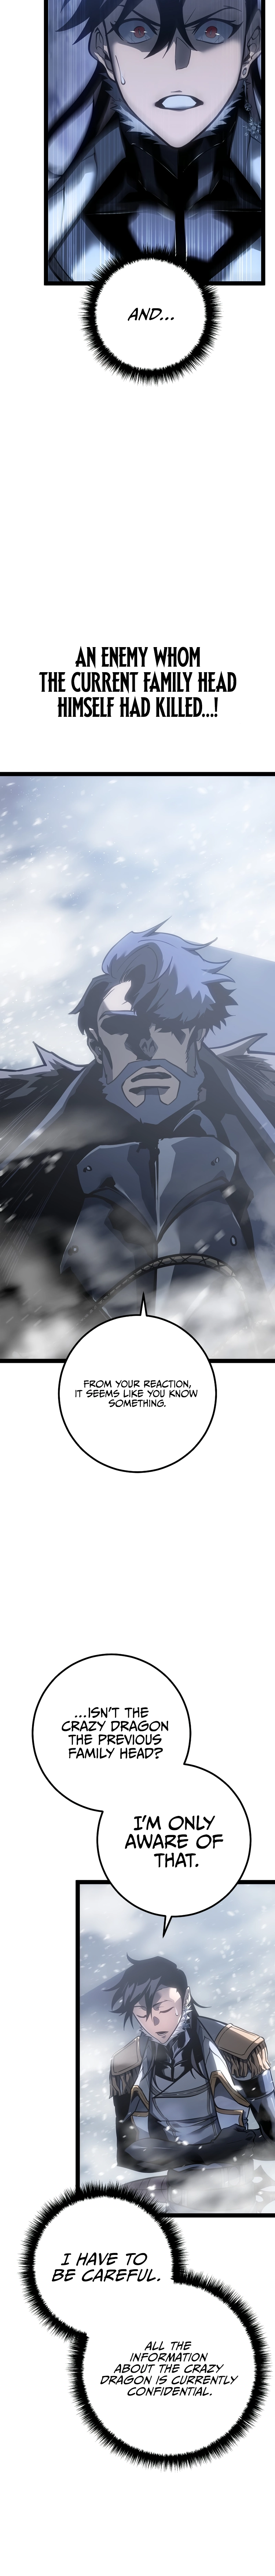 AND...
AN ENEMY WHOM
THE CURRENT FAMILY HEAD
HIMSELF HAD KILLED...!
FROM YOUR REACTION,
IT SEEMS LIKE YOU KNOW
SOMETHING.
...ISN'T THE
CRAZY DRAGON
THE PREVIOUS
FAMILY HEAD?
I'M ONLY
AWARE OF
THAT.
I HAVE TO
BE CAREFUL.
ALL THE
INFORMATION
ABOUT THE CRAZY
DRAGON IS CURRENTLY
CONFIDENTIAL.